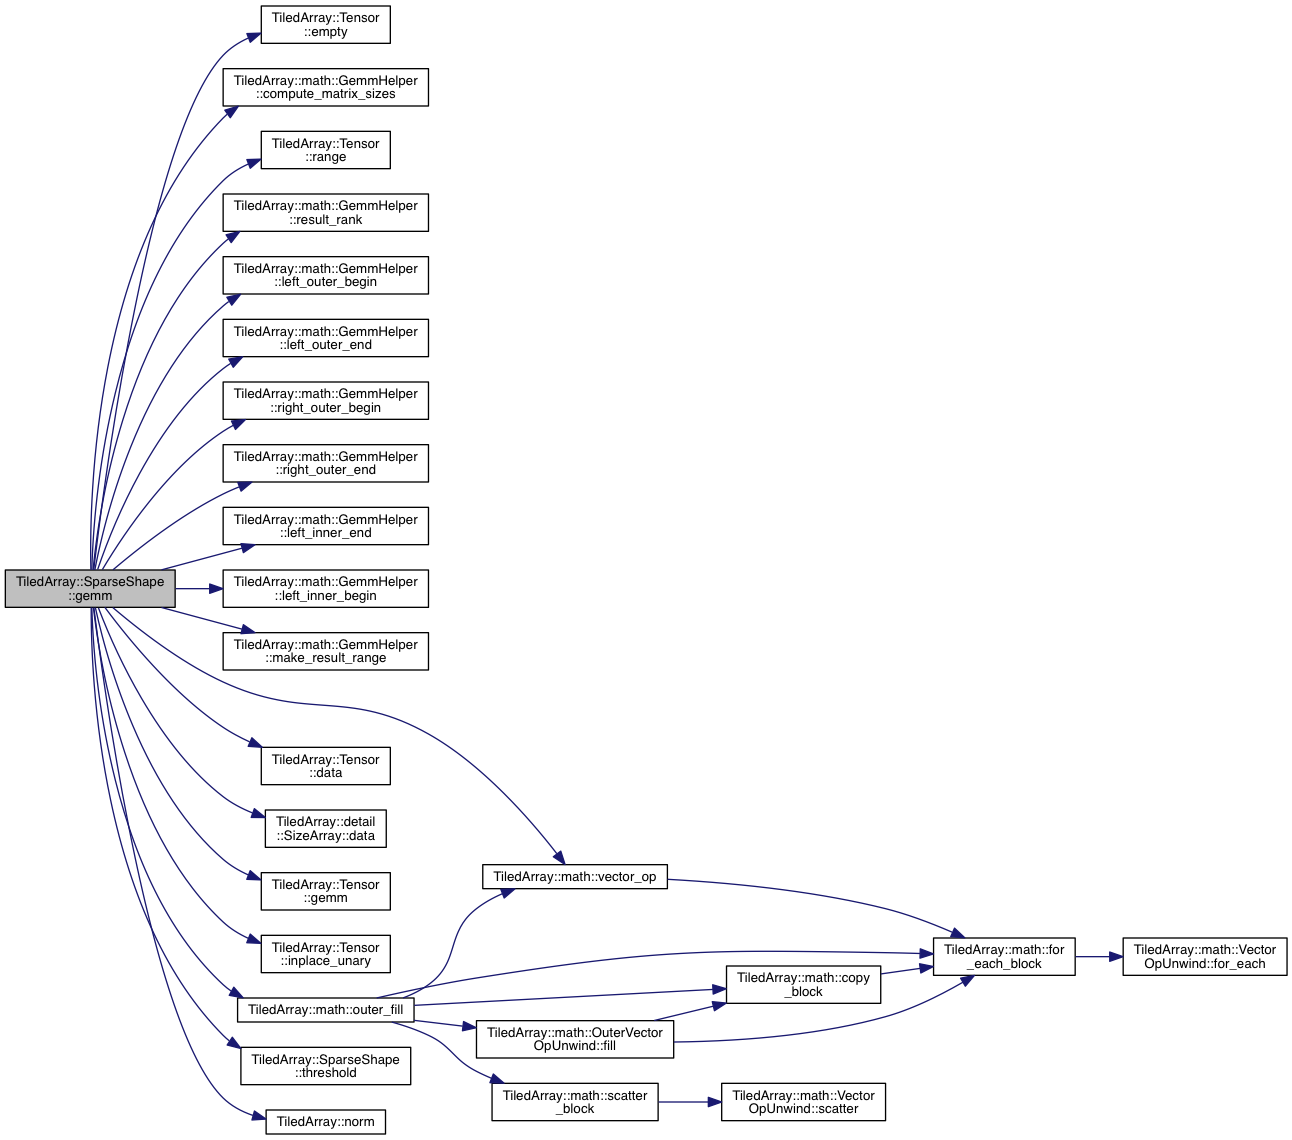 TiledArray::Tensor
::empty
TiledArray::math::GemmHelper
::compute_matrix_sizes
TiledArray::Tensor
::range
TiledArray::math::GemmHelper
::result_rank
TiledArray::math::GemmHelper
::left_outer_begin
TiledArray::math::GemmHelper
::left_outer_end
TiledArray::math::GemmHelper
::right_outer_begin
TiledArray::math::GemmHelper
::right_outer_end
TiledArray::math::GemmHelper
::left_inner_end
TiledArray::SparseShape
::gemm
TiledArray::math::GemmHelper
::left_inner_begin
TiledArray::math::GemmHelper
::make_result_range
TiledArray::Tensor
::data
TiledArray::detail
::SizeArray::data
TiledArray::math::vector_op
TiledArray::Tensor
::gemm
TiledArray::Tensor
::inplace_unary
TiledArray::math::for
_each_block
TiledArray::math::Vector
OpUnwind::for_each
TiledArray::math::copy
_block
TiledArray::math::outer_fill
TiledArray::math::OuterVector
OpUnwind::fill
TiledArray::SparseShape
::threshold
TiledArray::math::scatter
_block
TiledArray::math::Vector
OpUnwind::scatter
TiledArray::norm